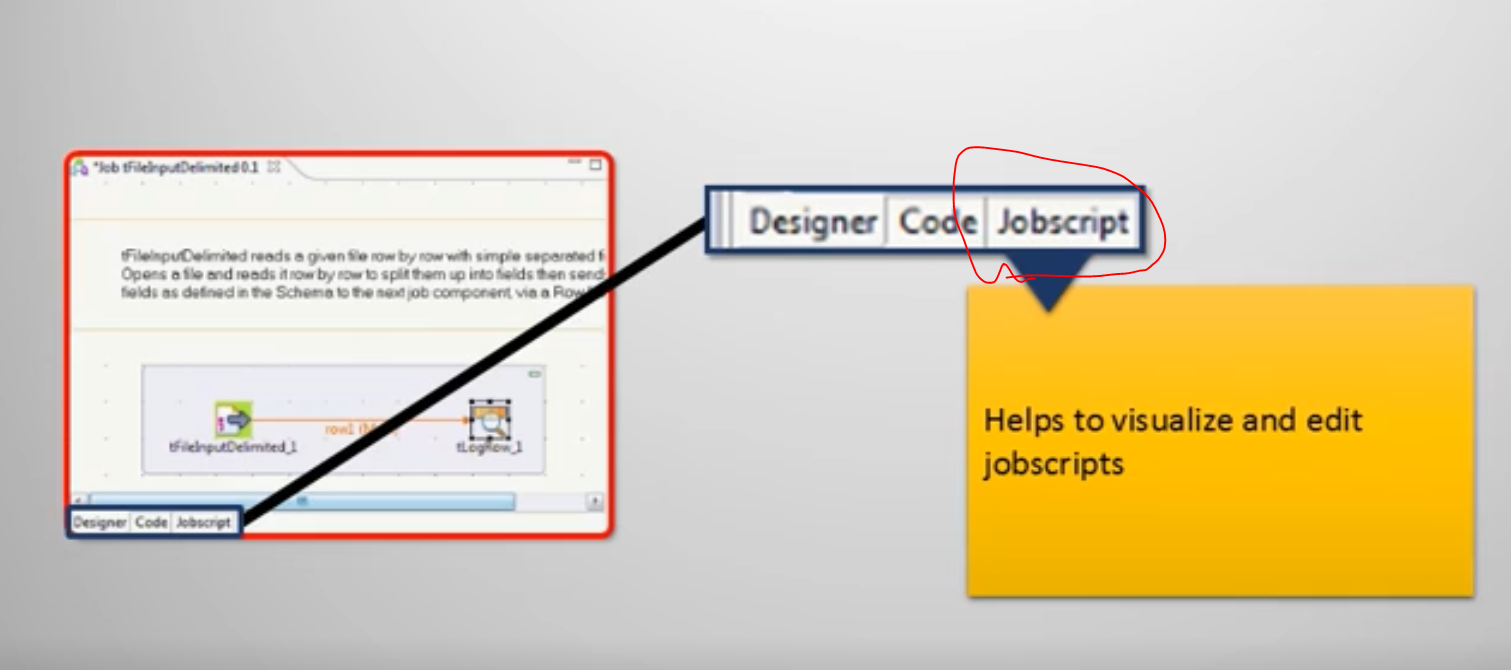 *Job tFileInputDelimited 0.1
tFileInputDelimited reads a given file row by row with simple separated
Opens a file and reads it row by row to split them up into fields then send
fields as defined in the Schema to the next job component, via a Row
row1
tFileInputDelimited_1
tLogRow_1
Designer Code Jobscript
Designer Code Jobscript
Helps to visualize and edit
jobscripts